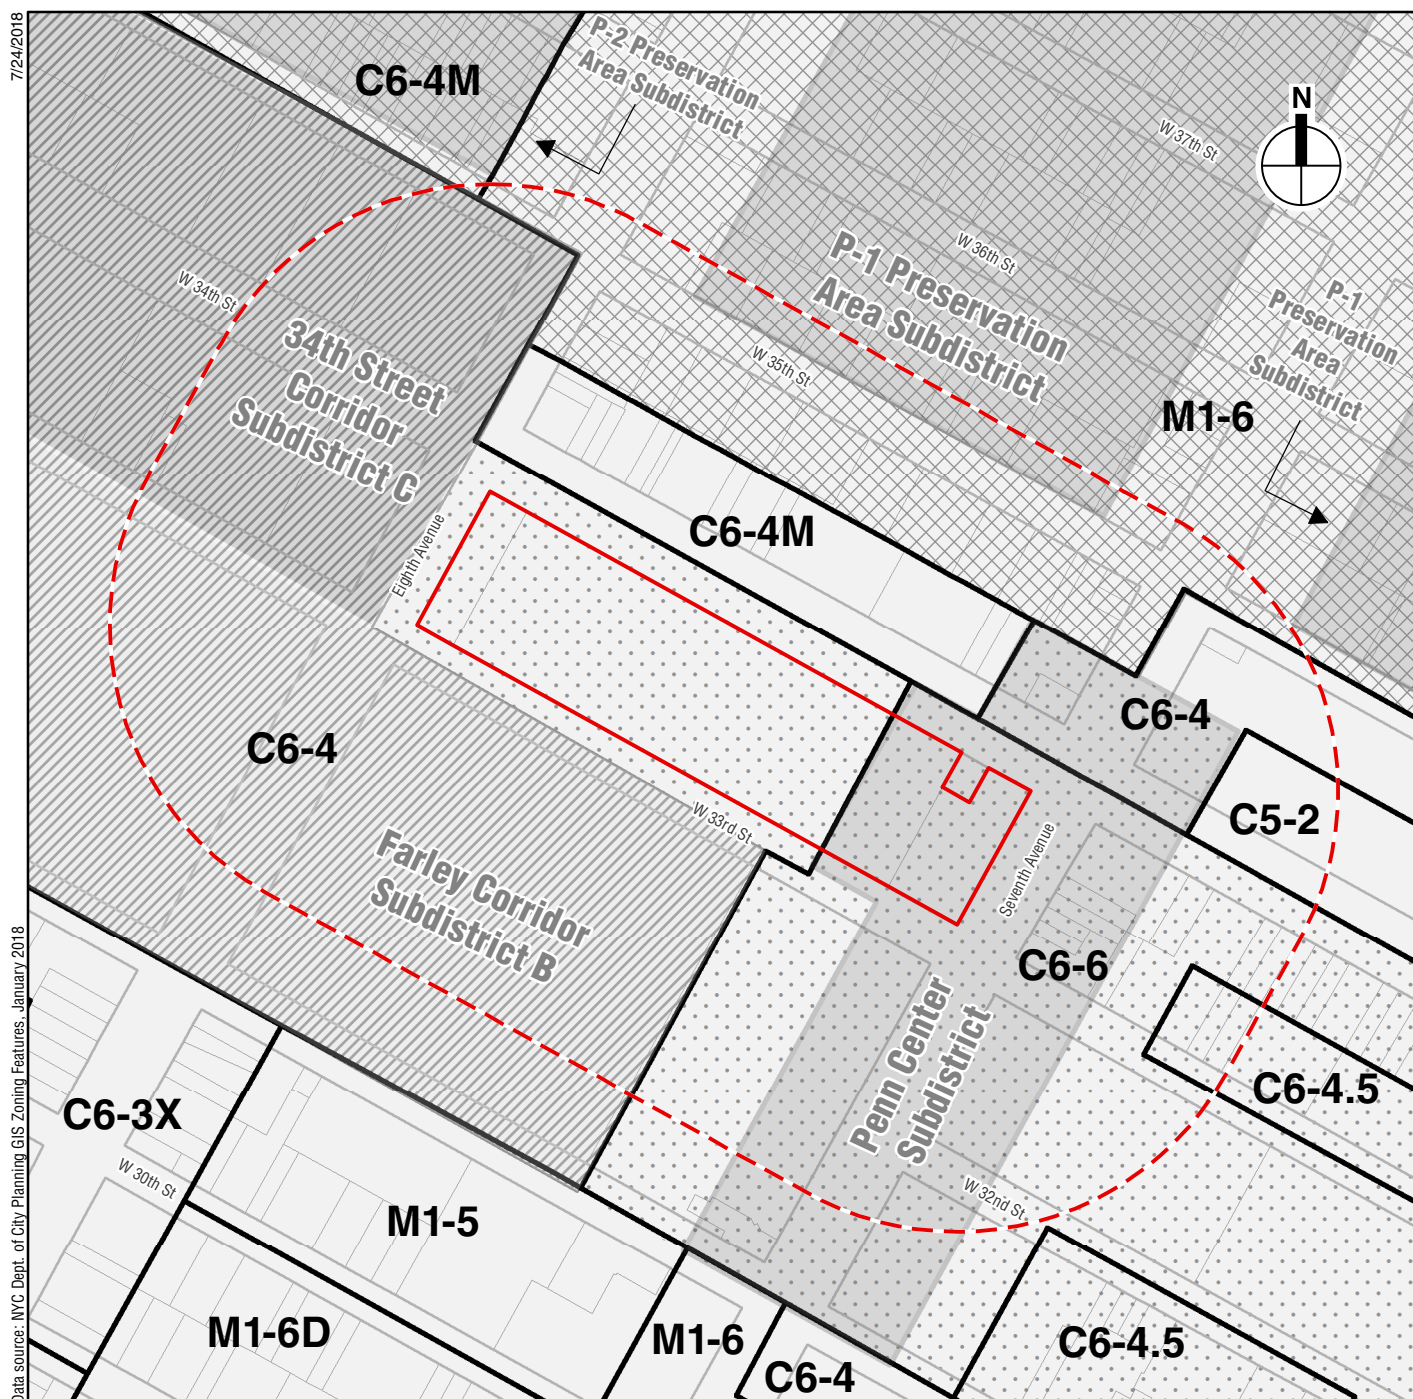 7/24/2018
C6-4M
P-2 Preservation
Area Subdistrict
N
W 37th St
W 36th St
P-1 Preservation
Area Subdistrict
P-1
Preservation
Area
Subdistrict
W 34th St
34th Street
Corridor
Subdistrict C
W 35th St
M1-6
Eighth Avenue
C6-4M
C6-4
C6-4
C5-2
W 33rd St
Seventh Avenue
Farley Corridor
Subdistrict B
C6-6
Penn Center
Subdistrict
C6-4.5
C6-3X
W 30th St
M1-5
W 32nd St
M1-6D
M1-6
C6-4
C6-4.5
Data source: NYC Dept. of City Planning GIS Zoning Features, January 2018